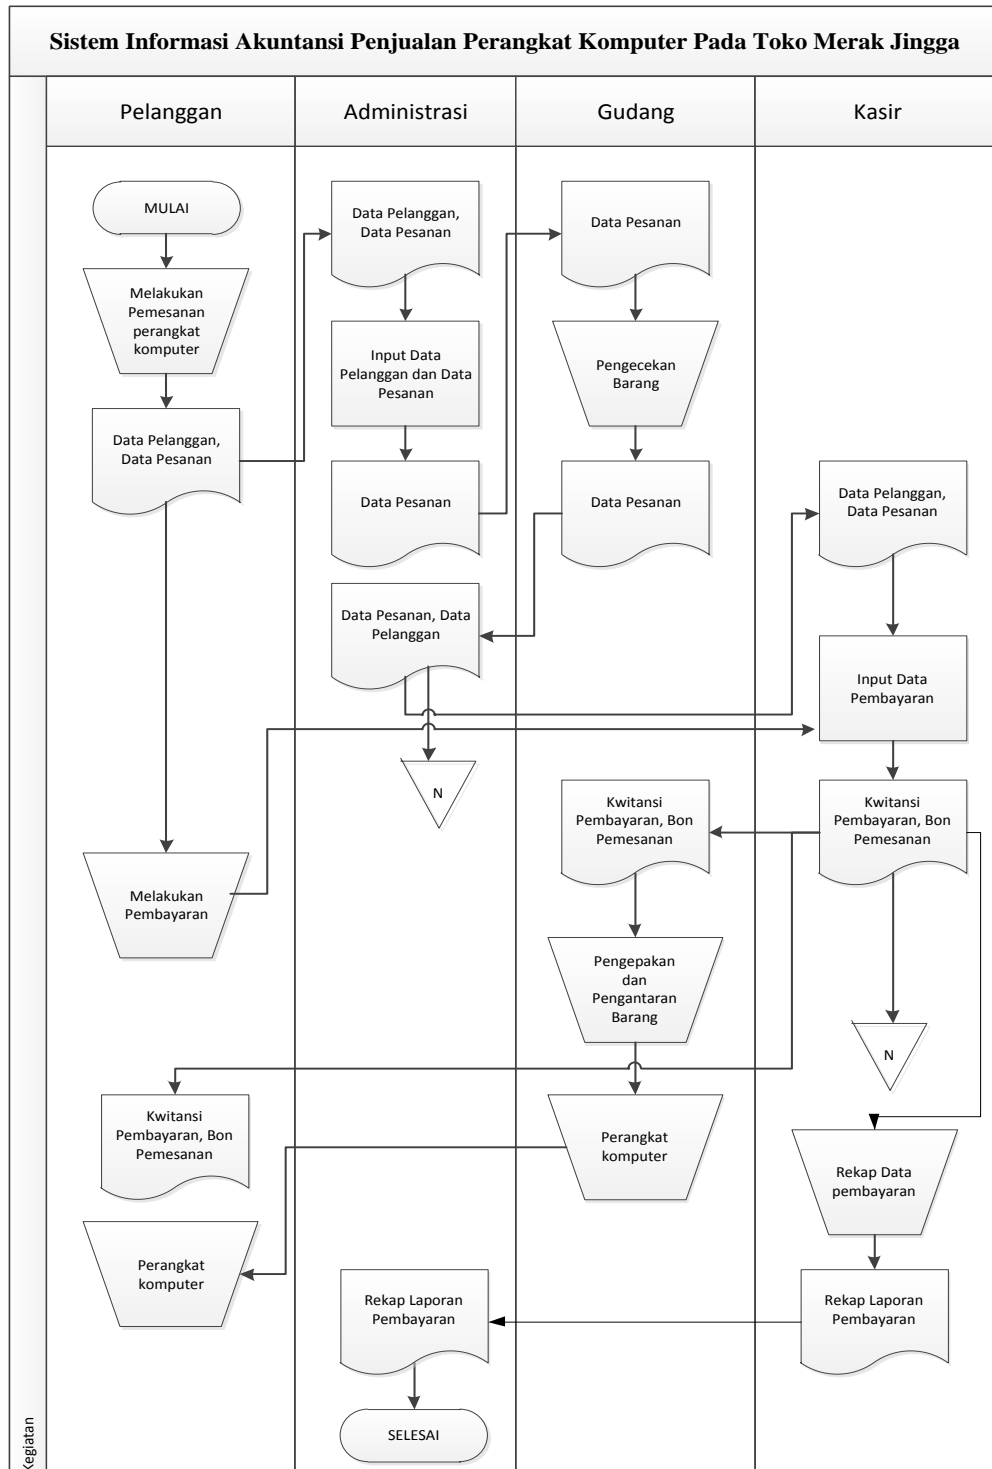 Sistem Informasi Akuntansi Penjualan Perangkat Komputer Pada Toko Merak Jingga
Pelanggan
Administrasi
Gudang
Kasir
MULAI
Melakukan
Pemesanan
perangkat
komputer
Data Pelanggan,
Data Pesanan
Melakukan
Pembayaran
Kwitansi
Pembayaran, Bon
Pemesanan
Perangkat
komputer
Data Pelanggan,
Data Pesanan
Input Data
Pelanggan dan Data
Pesanan
Data Pesanan
Data Pesanan, Data
Pelanggan
N
Rekap Laporan
Pembayaran
SELESAI
Data Pesanan
Pengecekan
Barang
Data Pesanan
Kwitansi
Pembayaran, Bon
Pemesanan
Pengepakan
dan
Pengantaran
Barang
Perangkat
komputer
Data Pelanggan,
Data Pesanan
Input Data
Pembayaran
Kwitansi
Pembayaran, Bon
Pemesanan
N
Rekap Data
pembayaran
Rekap Laporan
Pembayaran
Kegiatan